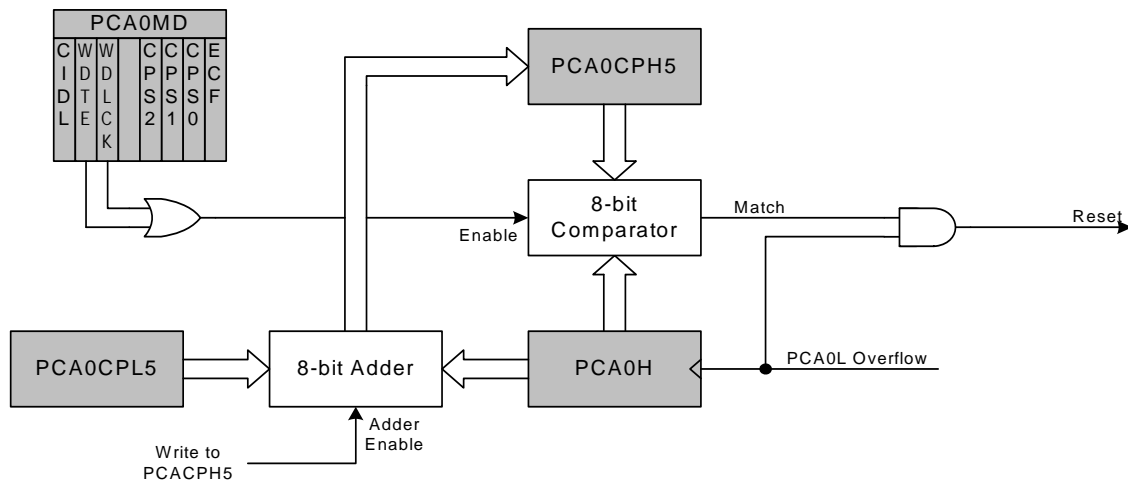 PCA0MD
CIDL
WDTE
WDLCK
CPS2
CPS1
CPS0
ECF
PCA0CPH5
8-bit
Comparator
Enable
Match
Reset
PCA0CPL5
8-bit Adder
PCA0H
PCA0L Overflow
Adder
Enable
Write to
PCACPH5